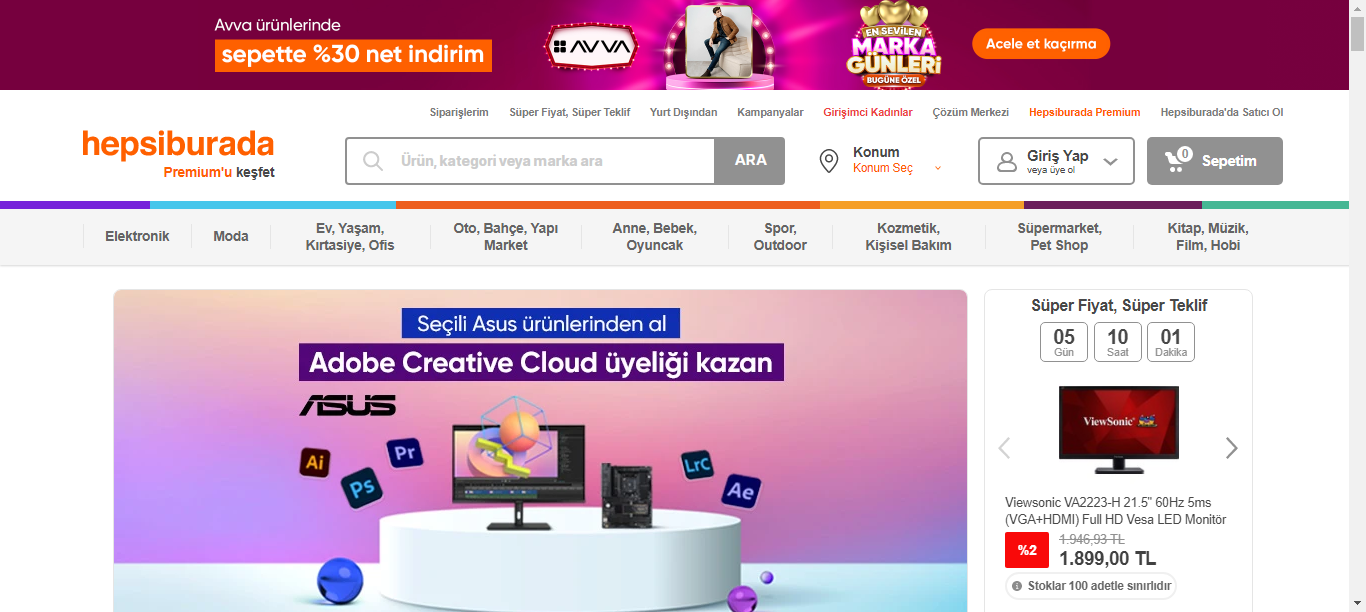 Avva ürünlerinde
sepette %30 net indirim
AVVA
EN SEVİLEN
MARKA
GÜNLERİ
BUGÜNE ÖZEL
Acele et kaçırma
Siparişlerim
Süper Fiyat, Süper Teklif
Yurt Dışından
Kampanyalar
Girişimci Kadınlar
Çözüm Merkezi
Hepsiburada Premium
Hepsiburada'da Satıcı Ol
hepsiburada
Premium'u keşfet
Ürün, kategori veya marka ara
ARA
Konum
Konum Seç
Giriş Yap
veya üye ol
0
Sepetim
Elektronik
Moda
Ev, Yaşam,
Kırtasiye, Ofis
Oto, Bahçe, Yapı
Market
Anne, Bebek,
Oyuncak
Spor,
Outdoor
Kozmetik,
Kişisel Bakım
Süpermarket,
Pet Shop
Kitap, Müzik,
Film, Hobi
Seçili Asus ürünlerinden al
Adobe Creative Cloud üyeliği kazan
ASUS
Ai
Ps
Pr
Lrc
Ae
Süper Fiyat, Süper Teklif
05
Gün
10
Saat
01
Dakika
ViewSonic
Viewsonic VA2223-H 21.5" 60Hz 5ms
(VGA+HDMI) Full HD Vesa LED Monitör
%2
1.946,93 TL
1.899,00 TL
Stoklar 100 adetle sınırlıdır